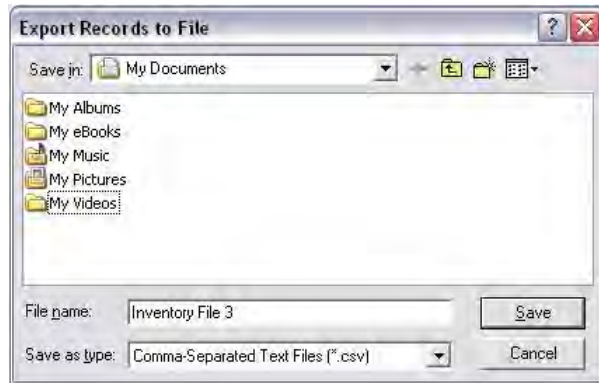 Export Records to File
Save in: My Documents
My Albums
My eBooks
My Music
My Pictures
My Videos
File name: Inventory File 3 Save
Save as type: Comma-Separated Text Files (*.csv) Cancel